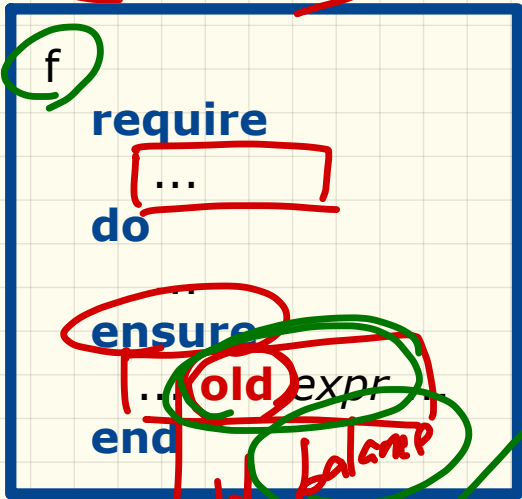 f
require
...
do
...
ensure
... old expr ...
end
balance